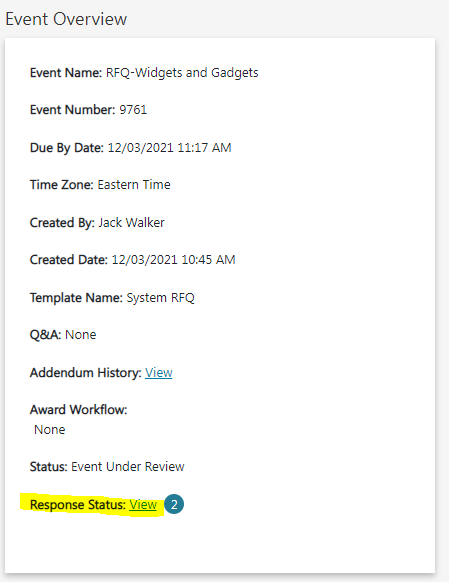 Event Overview
Event Name: RFQ-Widgets and Gadgets
Event Number: 9761
Due By Date: 12/03/2021 11:17 AM
Time Zone: Eastern Time
Created By: Jack Walker
Created Date: 12/03/2021 10:45 AM
Template Name: System RFQ
Q&A: None
Addendum History: View
Award Workflow:
None
Status: Event Under Review
Response Status: View 2